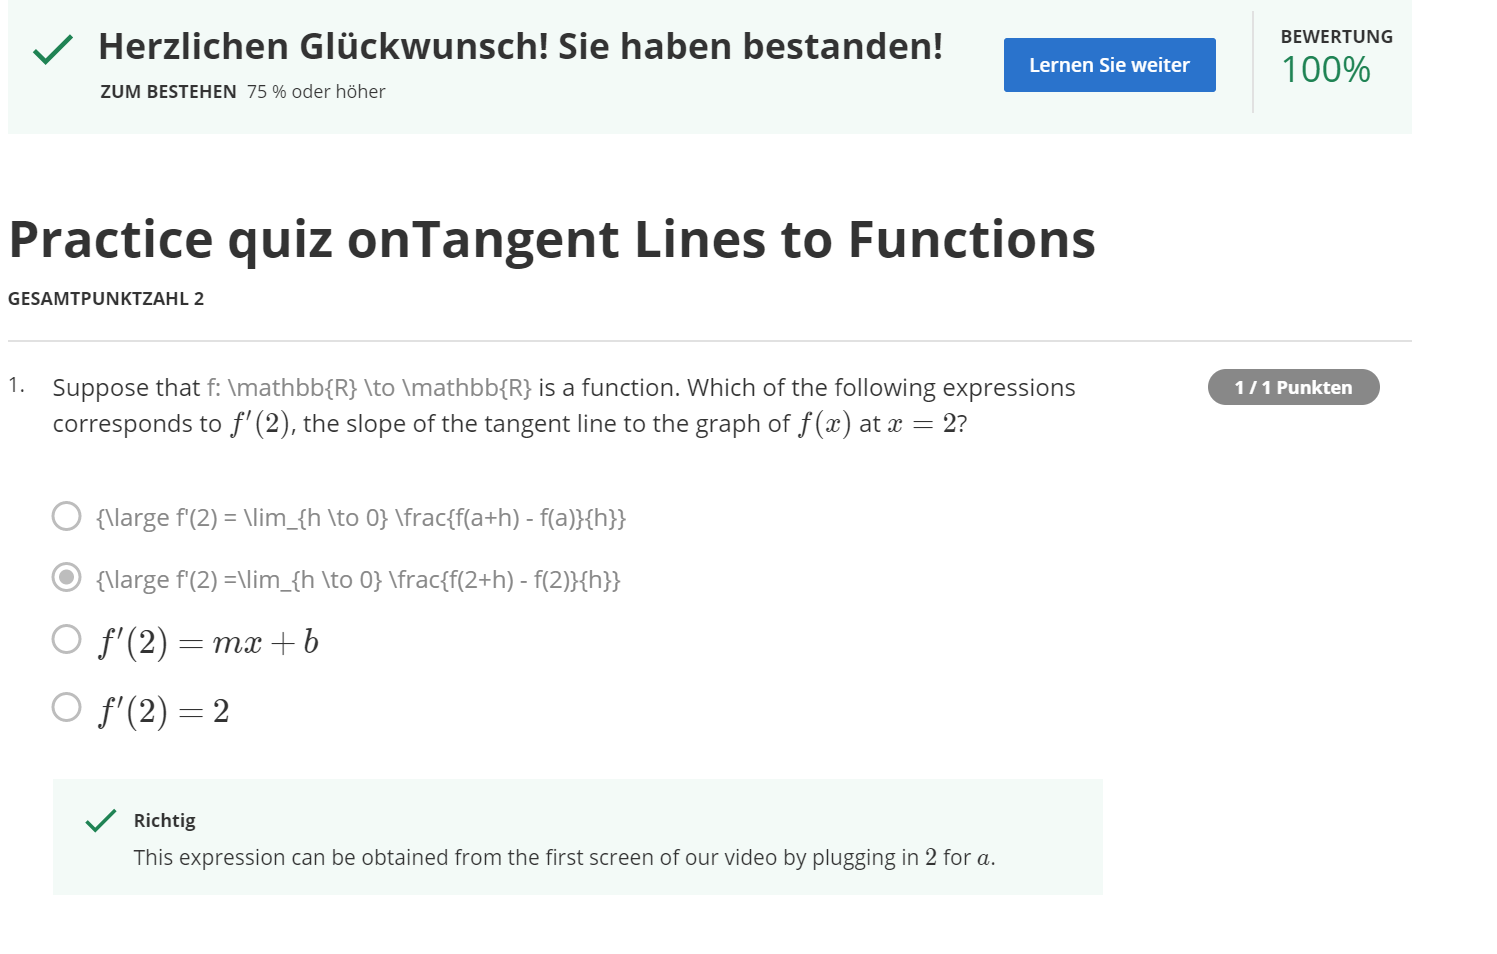 Herzlichen Glückwunsch! Sie haben bestanden!
ZUM BESTEHEN 75 % oder höher
Lernen Sie weiter
BEWERTUNG
100%
Practice quiz onTangent Lines to Functions
GESAMTPUNKTZAHL 2
1. Suppose that f: \mathbb{R} \to \mathbb{R} is a function. Which of the following expressions
corresponds to f′(2), the slope of the tangent line to the graph of f(x) at x = 2?
1 / 1 Punkten
{\large f'(2) = \lim_{h \to 0} \frac{f(a+h) - f(a)}{h}}
{\large f'(2) =\lim_{h \to 0} \frac{f(2+h) - f(2)}{h}}
f′(2) = mx + b
f′(2) = 2
Richtig
This expression can be obtained from the first screen of our video by plugging in 2 for a.